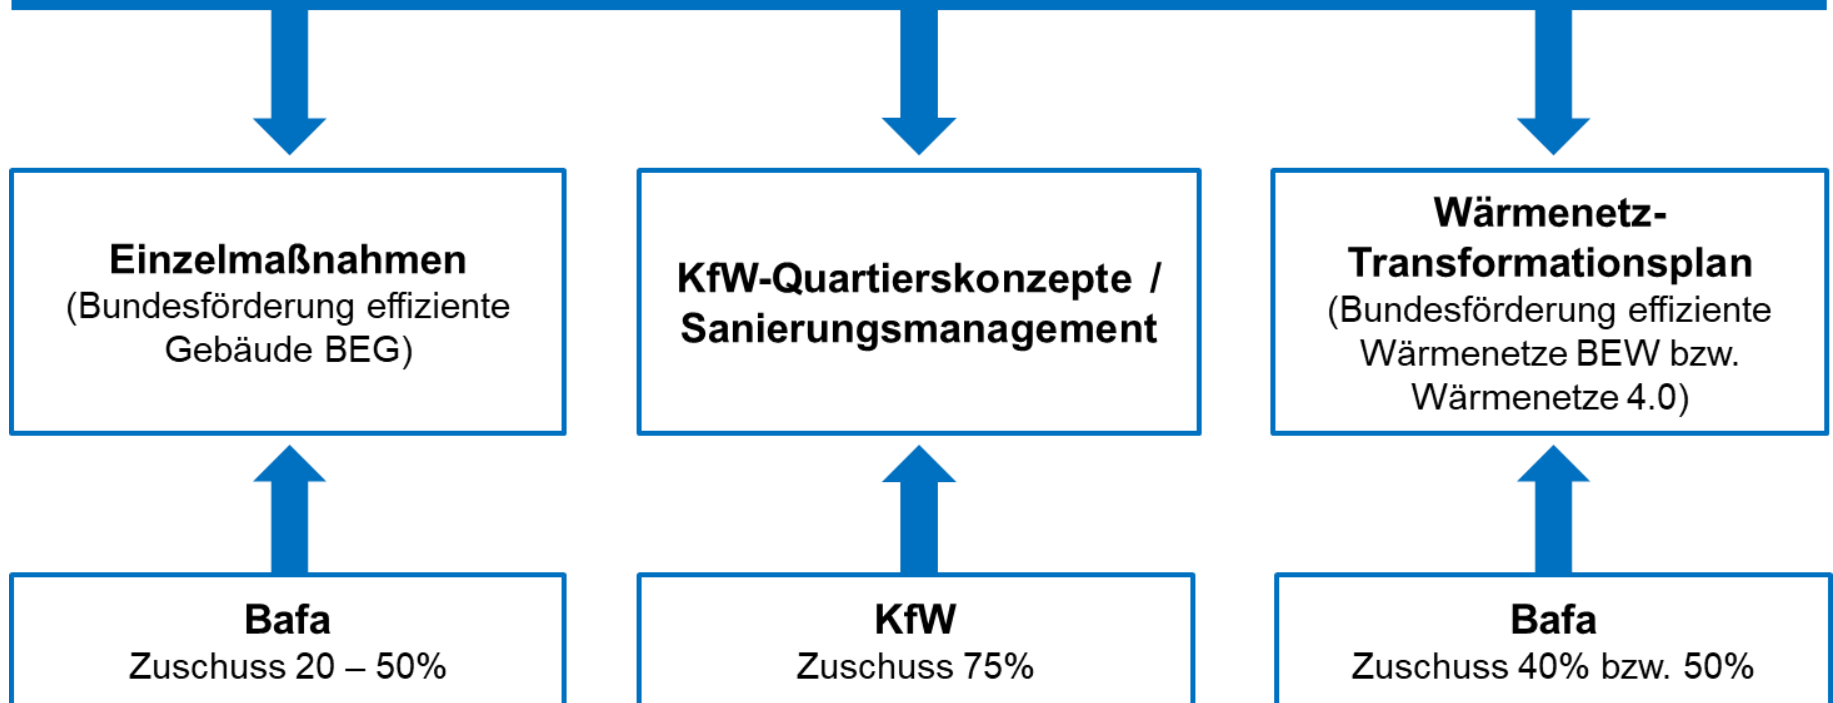 Einzelmaßnahmen
(Bundesförderung effiziente
Gebäude BEG)
KfW-Quartierskonzepte /
Sanierungsmanagement
Wärmenetz-
Transformationsplan
(Bundesförderung effiziente
Wärmenetze BEW bzw.
Wärmenetze 4.0)
Bafa
Zuschuss 20 – 50%
KfW
Zuschuss 75%
Bafa
Zuschuss 40% bzw. 50%